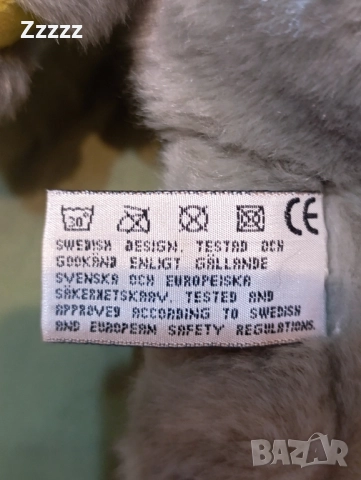 Zzzzz
30°
CE
SWEDISH DESIGN. TESTAD OCH
GODKÄND ENLIGT GÄLLANDE
SVENSKA OCH EUROPEISKA
SÄKERHETSKRAV. TESTED AND
APPROVED ACCORDING TO SWEDISH
AND EUROPEAN SAFETY REGULATIONS.
BAZAR